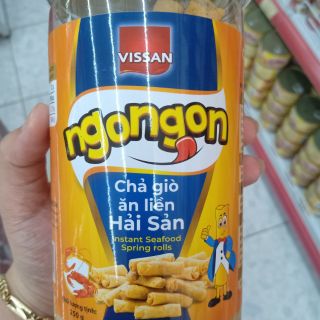 VISSAN
ngongon
Chả giò
ăn liền
Hải Sản
Instant Seafood
Spring rolls